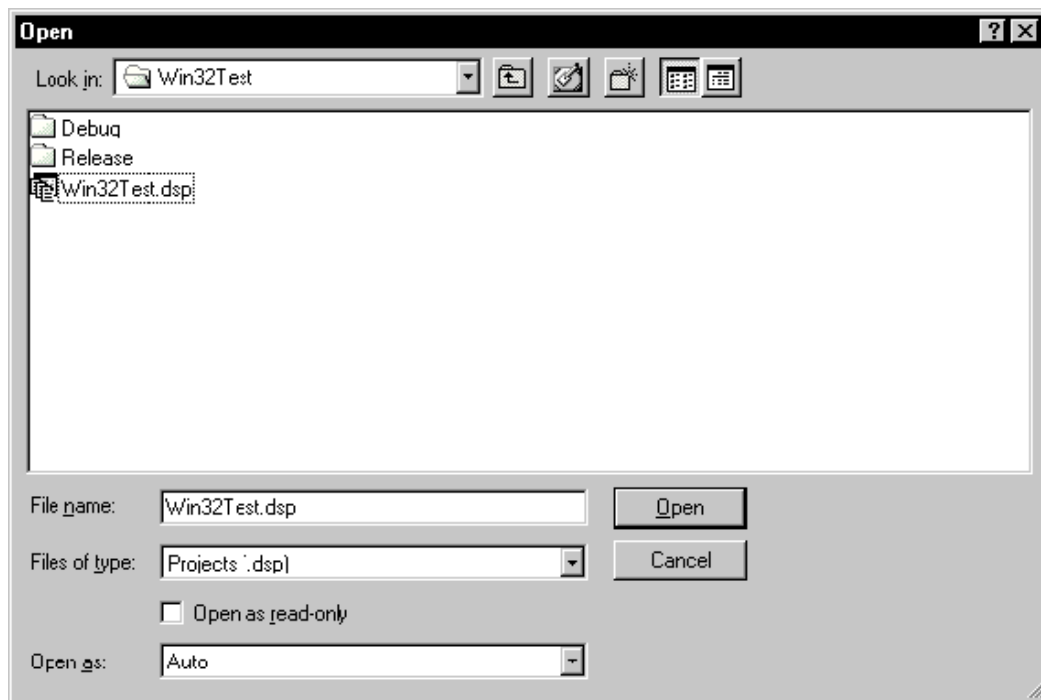 Open
Look in: Win32Test
Debug
Release
Win32Test.dsp
File name: Win32Test.dsp Open
Files of type: Projects (.dsp) Cancel
Open as read-only
Open as: Auto